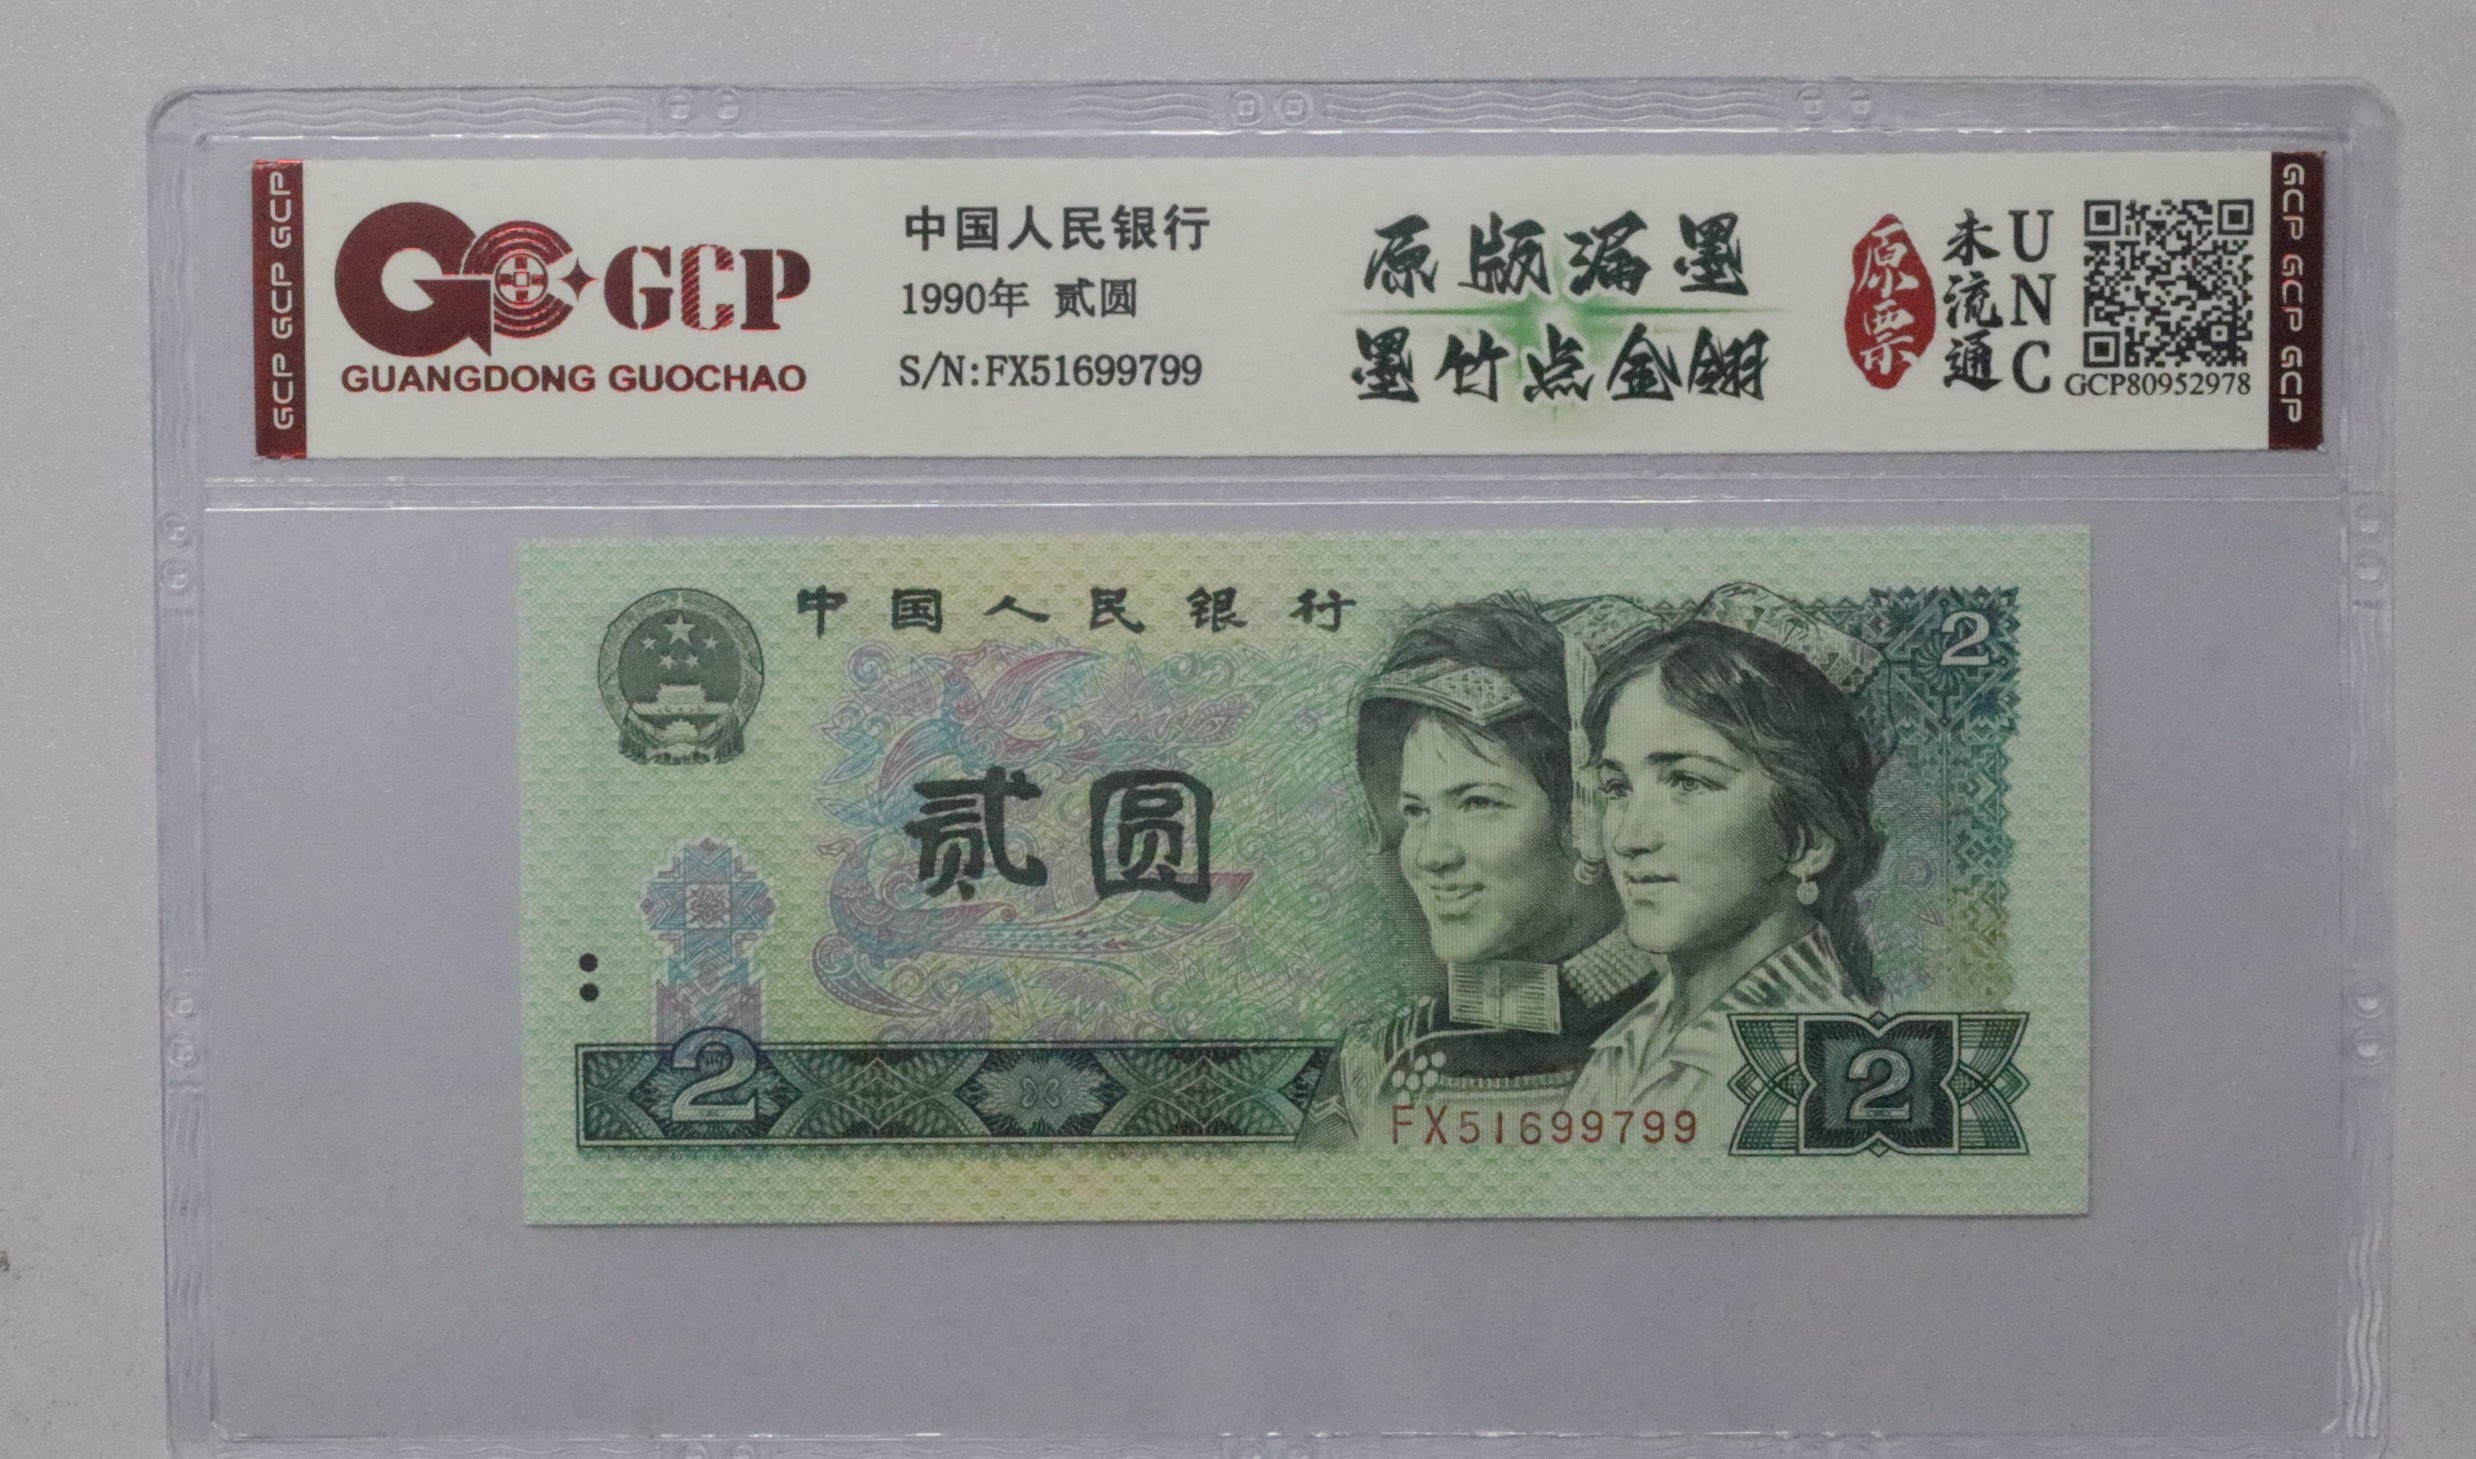 GCP GCP GCP
GCP
GUANGDONG GUOCHAO
中国人民银行
1990年 贰圆
S/N:FX51699799
原版漏墨
墨竹点金翎
原票
未流通
UNC
GCP80952978
GCP GCP GCP
中国人民银行
2
贰圆
2
FX51699799
2